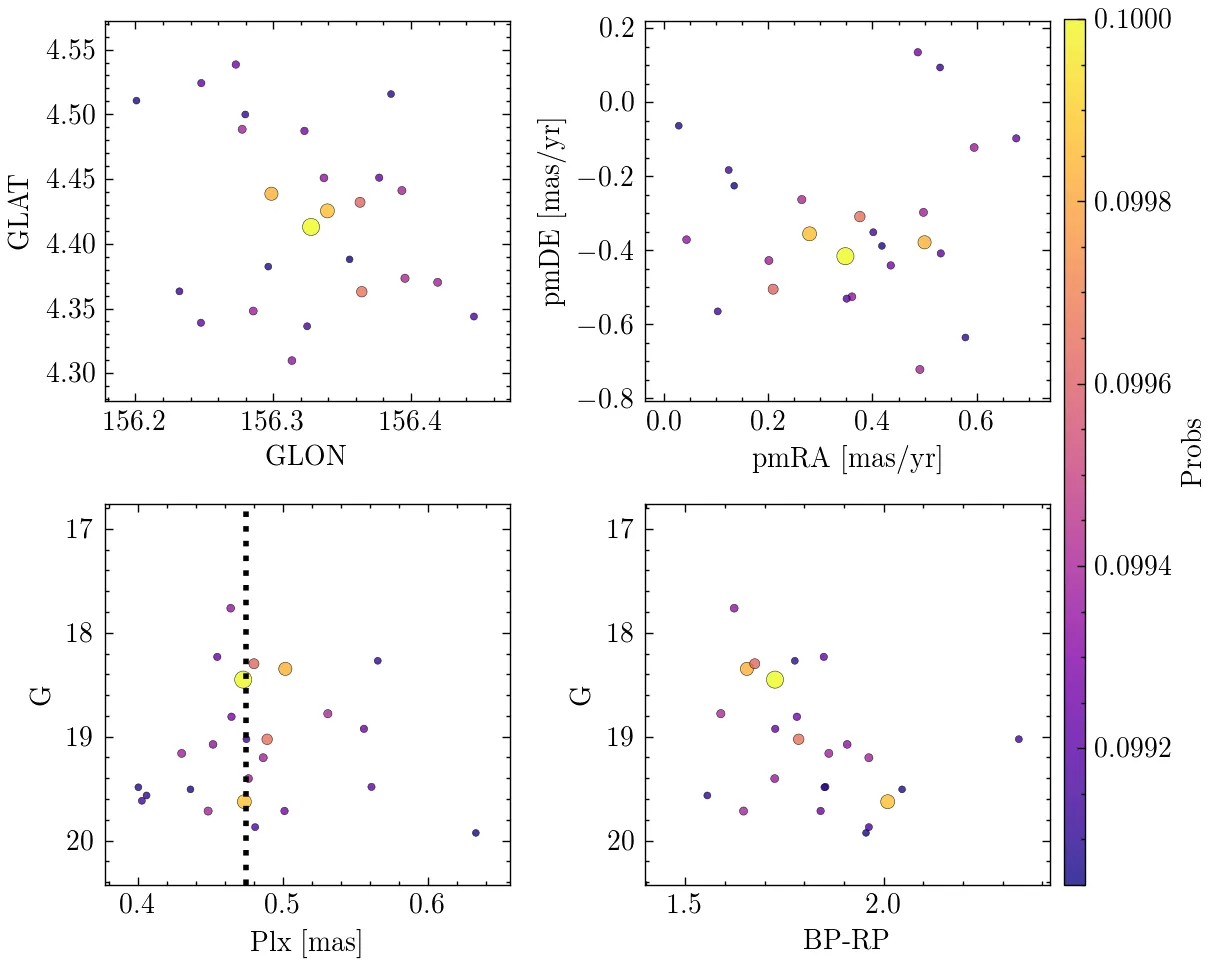 4.55
4.50
4.45
4.40
4.35
4.30
GLAT
156.2 156.3 156.4
GLON
0.2
0.0
−0.2
−0.4
−0.6
−0.8
pmDE [mas/yr]
0.0 0.2 0.4 0.6
pmRA [mas/yr]
17
18
19
20
G
0.4 0.5 0.6
Plx [mas]
17
18
19
20
G
1.5 2.0
BP-RP
0.1000
0.0998
0.0996
0.0994
0.0992
Probs